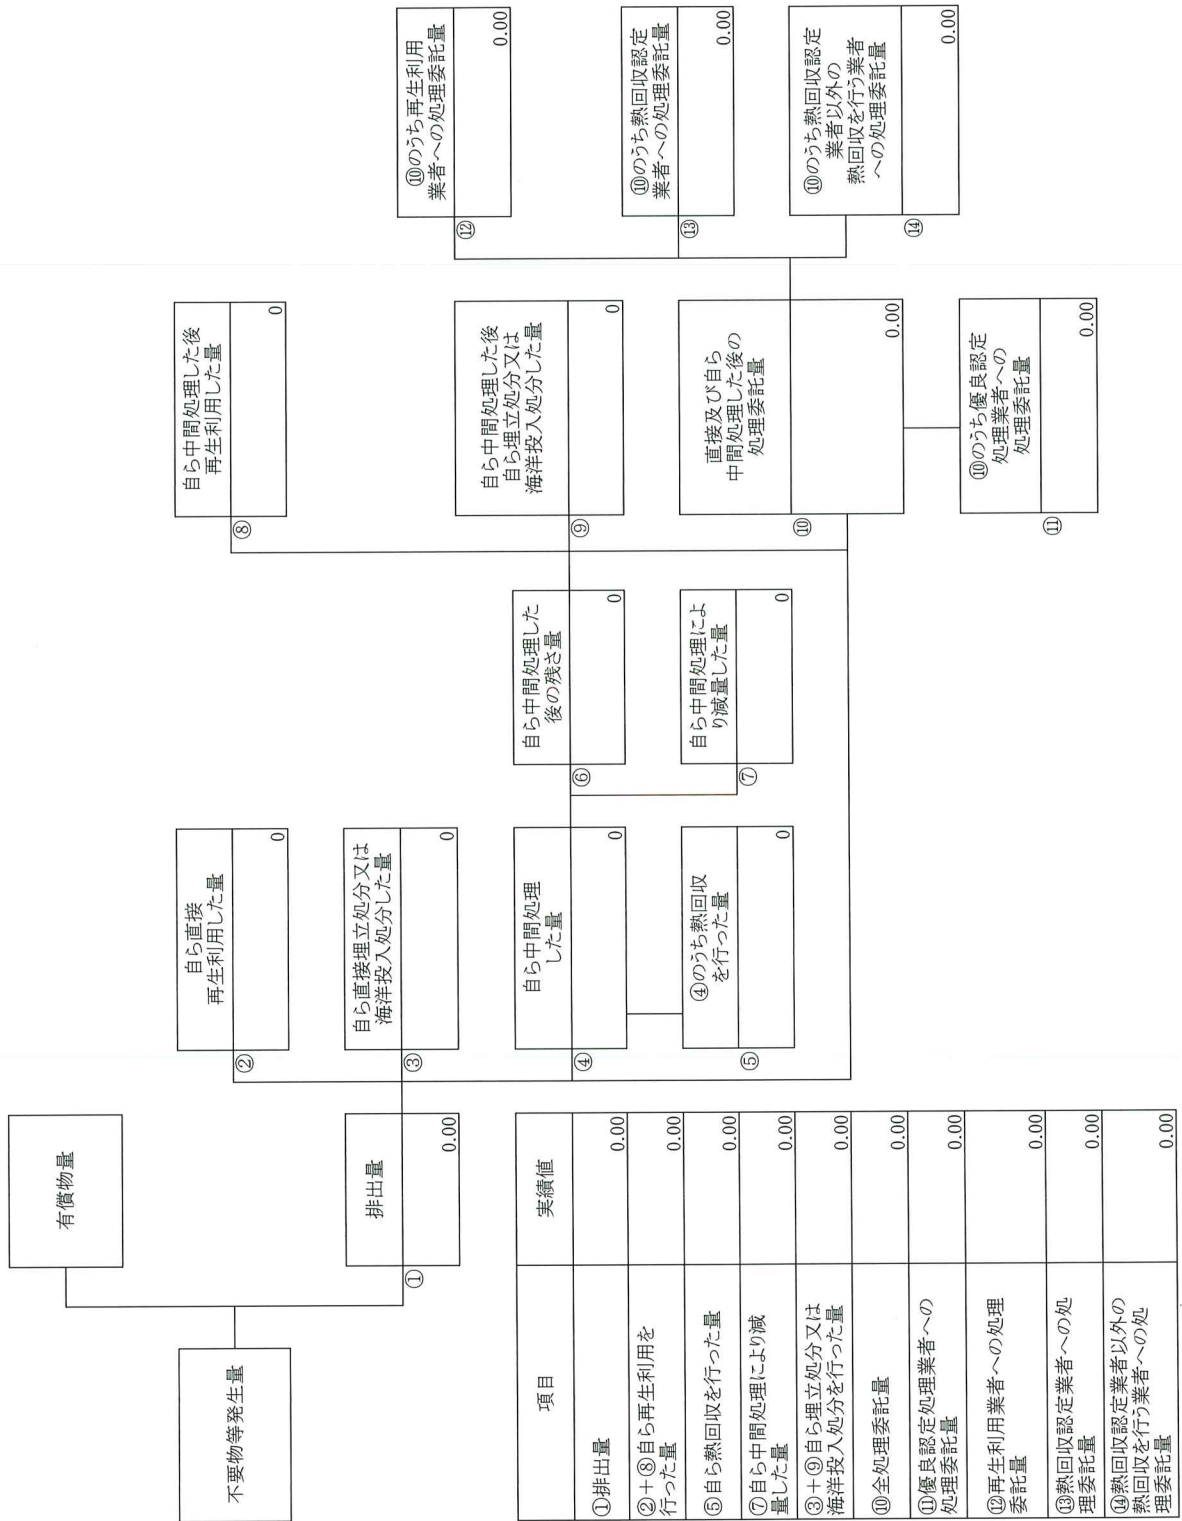 不要物等発生量
有償物量
排出量
①
0.00
自ら直接
再生利用した量
②
0
自ら直接埋立処分又は
海洋投入処分した量
③
0
自ら中間処理
した量
④
0
④のうち熱回収
を行った量
⑤
0
自ら中間処理した
後の残さ量
⑥
0
自ら中間処理によ
り減量した量
⑦
0
自ら中間処理した後
再生利用した量
⑧
0
自ら中間処理した後
自ら埋立処分又は
海洋投入処分した量
⑨
0
直接及び自ら
中間処理した後の
処理委託量
⑩
0.00
⑩のうち優良認定
処理業者への
処理委託量
⑪
0.00
⑩のうち再生利用
業者への処理委託量
⑫
0.00
⑩のうち熱回収認定
業者への処理委託量
⑬
0.00
⑩のうち熱回収認定
業者以外の
熱回収を行う業者
への処理委託量
⑭
0.00
項目 実績値
①排出量 0.00
②+⑧自ら再生利用を
行った量 0.00
⑤自ら熱回収を行った量 0.00
⑦自ら中間処理により減
量した量 0.00
③+⑨自ら埋立処分又は
海洋投入処分を行った量 0.00
⑩全処理委託量 0.00
⑪優良認定処理業者への
処理委託量 0.00
⑫再生利用業者への処理
委託量 0.00
⑬熱回収認定業者への処
理委託量 0.00
⑭熱回収認定業者以外の
熱回収を行う業者への処
理委託量 0.00